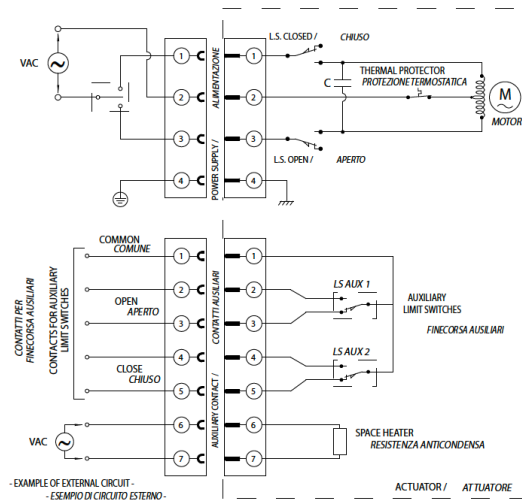 L.S. CLOSED / CHIUSO
VAC
1
1
2
2
3
3
4
4
POWER SUPPLY / ALIMENTAZIONE
C
THERMAL PROTECTOR
PROTEZIONE TERMOSTATICA
M
MOTOR
L.S. OPEN / APERTO
CONTATTI PER
FINECORSA AUSILIARI
CONTACTS FOR AUXILIARY
LIMIT SWITCHES
COMMON
COMUNE
OPEN
APERTO
CLOSE
CHIUSO
VAC
1
1
2
2
3
3
4
4
5
5
6
6
7
7
AUXILIARY CONTACT / CONTATTI AUSILIARI
LS AUX 1
LS AUX 2
AUXILIARY
LIMIT SWITCHES
FINECORSA AUSILIARI
SPACE HEATER
RESISTENZA ANTICONDENSA
- EXAMPLE OF EXTERNAL CIRCUIT -
- ESEMPIO DI CIRCUITO ESTERNO -
ACTUATOR / ATTUATORE